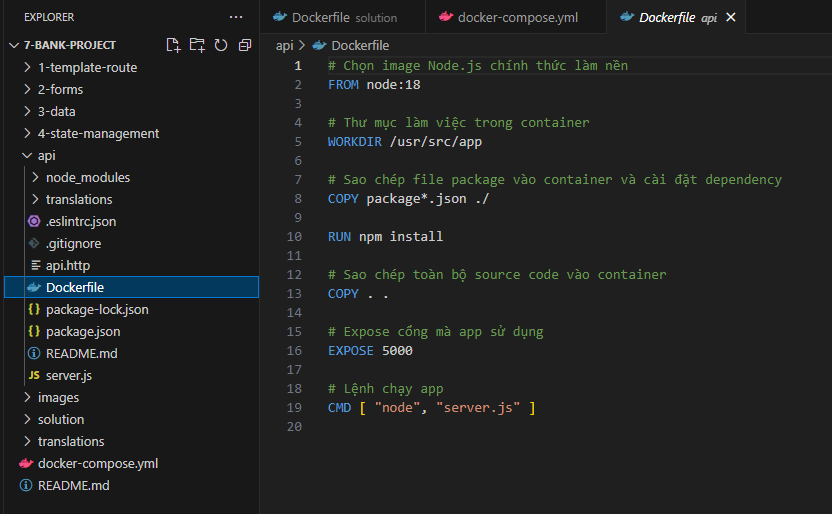 EXPLORER
7-BANK-PROJECT
1-template-route
2-forms
3-data
4-state-management
api
node_modules
translations
.eslintrc.json
.gitignore
api.http
Dockerfile
package-lock.json
package.json
README.md
JS server.js
images
solution
translations
docker-compose.yml
README.md
Dockerfile solution
docker-compose.yml
Dockerfile api
api > Dockerfile
1 # Chọn image Node.js chính thức làm nền
2 FROM node:18
3
4 # Thư mục làm việc trong container
5 WORKDIR /usr/src/app
6
7 # Sao chép file package vào container và cài đặt dependency
8 COPY package*.json ./
9
10 RUN npm install
11
12 # Sao chép toàn bộ source code vào container
13 COPY . .
14
15 # Expose cổng mà app sử dụng
16 EXPOSE 5000
17
18 # Lệnh chạy app
19 CMD [ "node", "server.js" ]
20